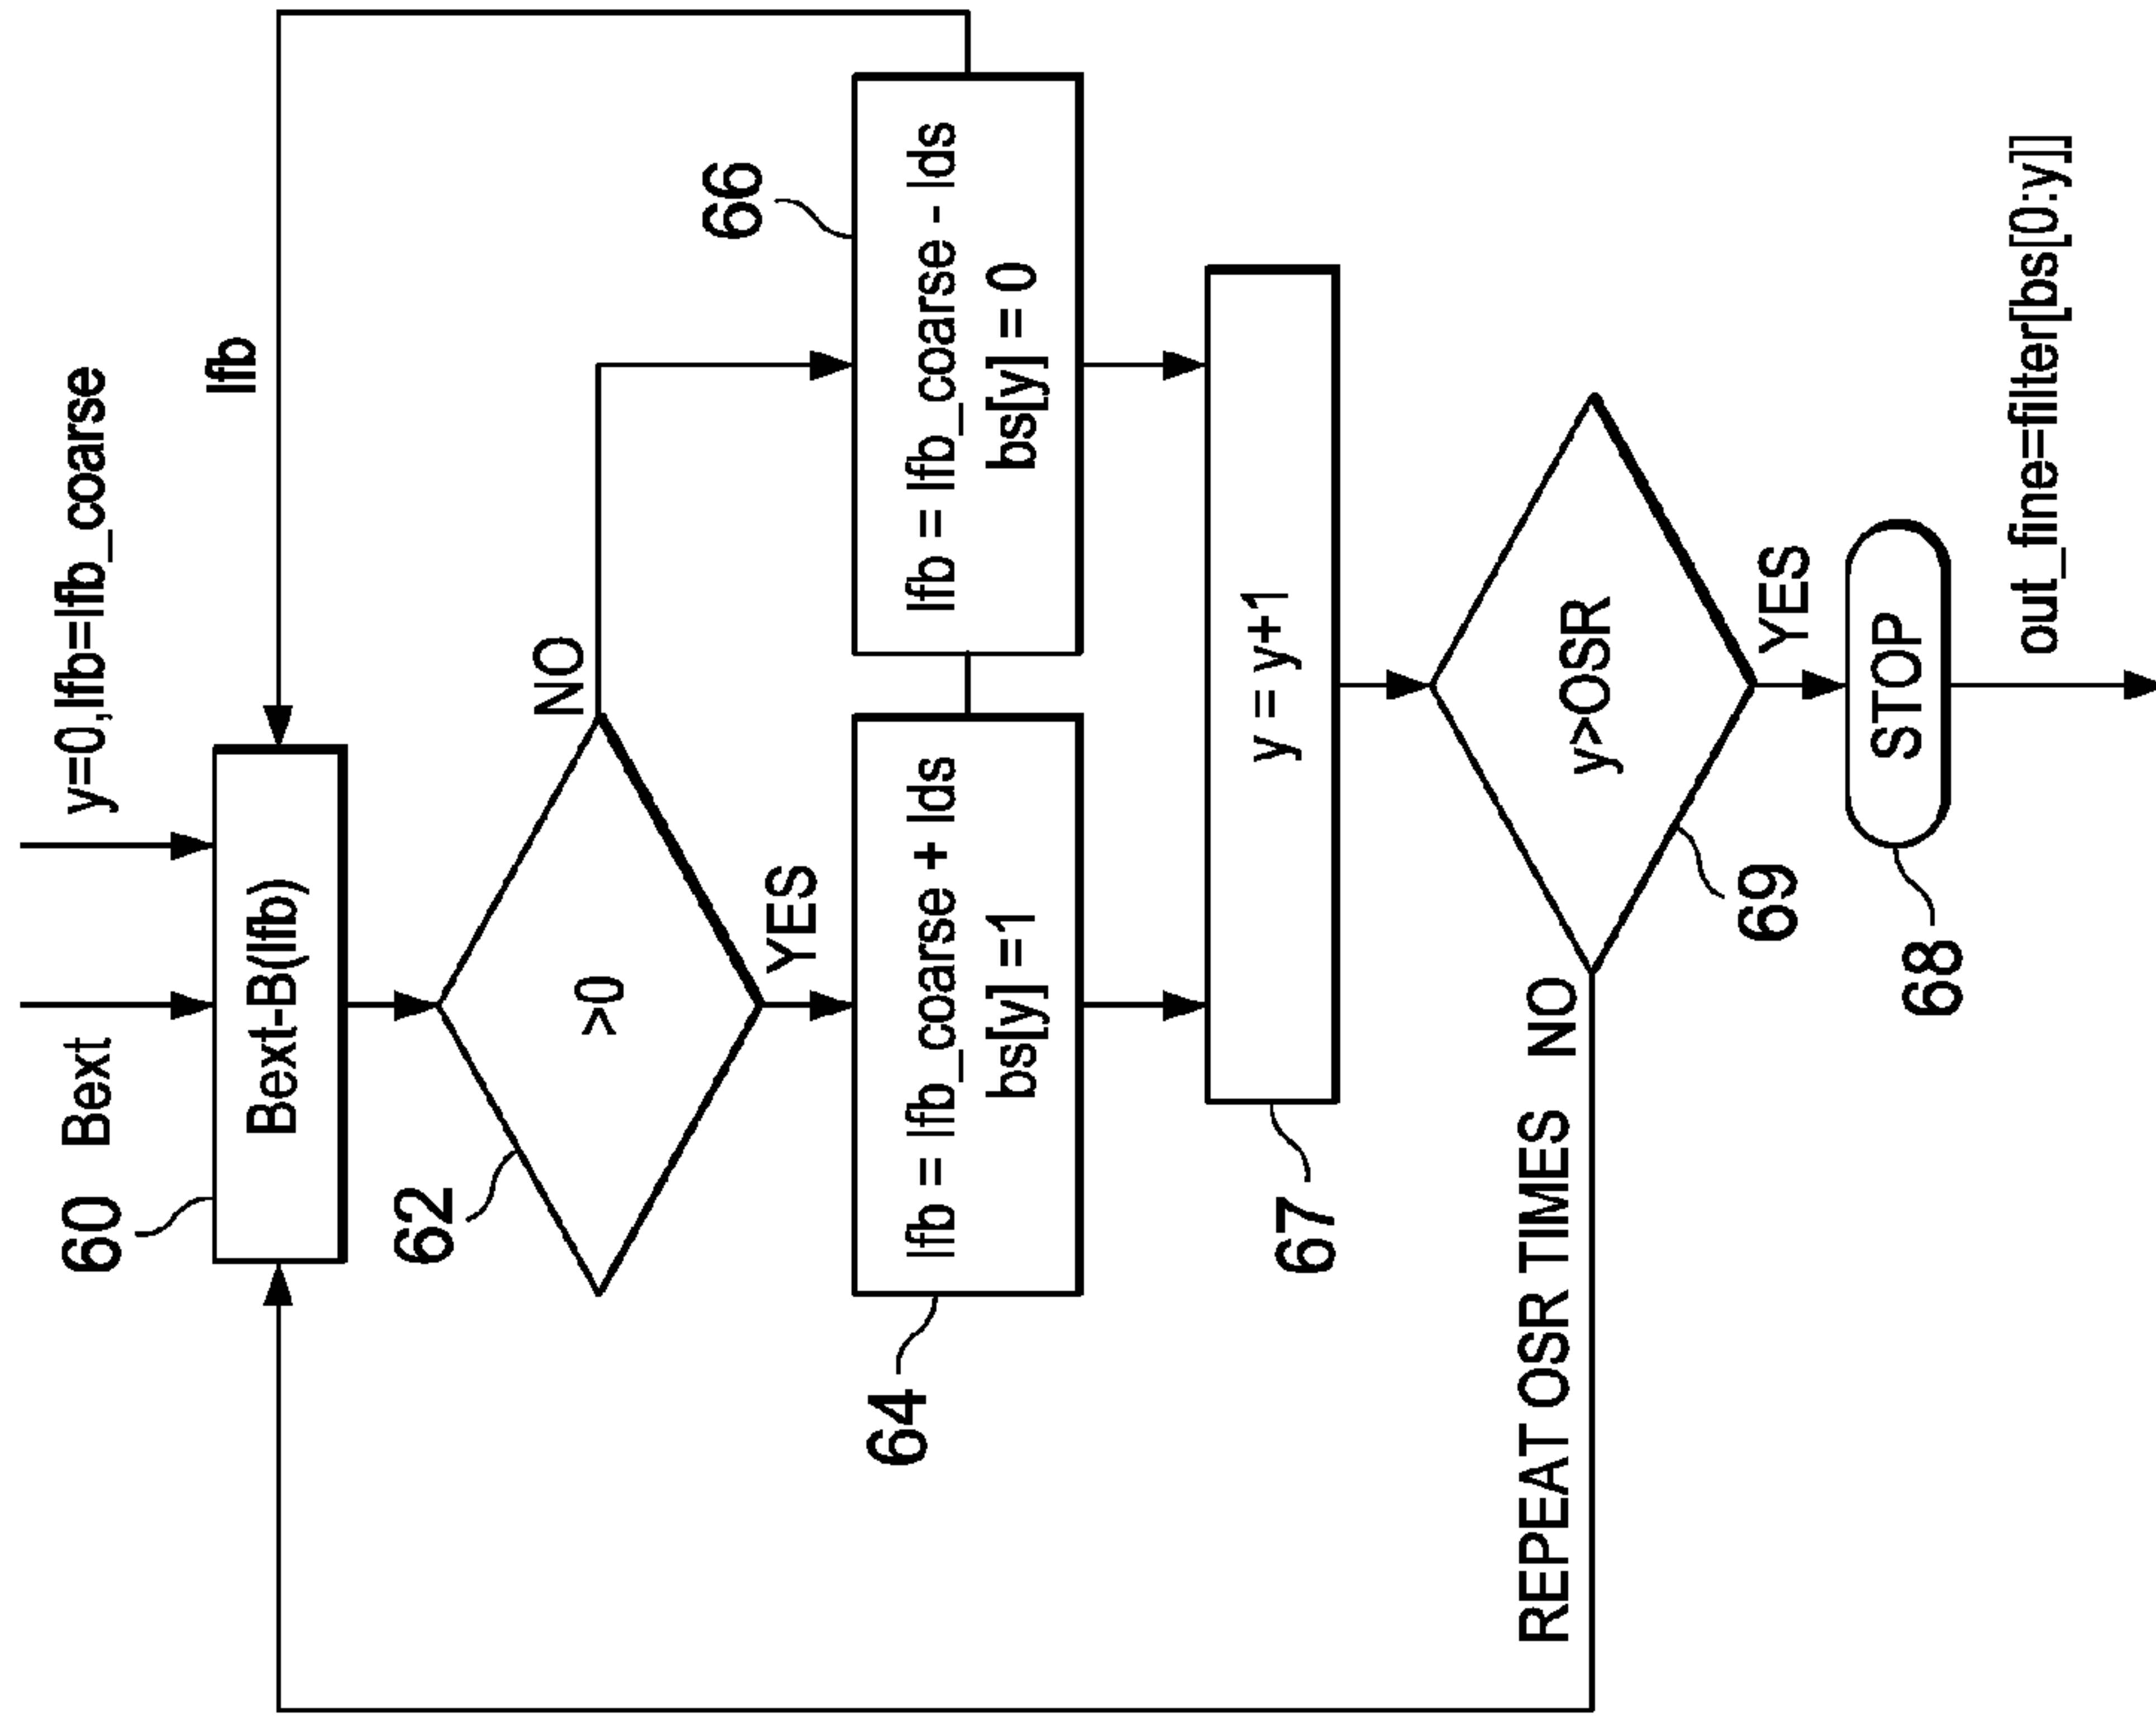 60
Bext
y=0,Ifb=Ifb_coarse
Bext-B(Ifb)
Ifb
62
>0
NO
YES
64
Ifb = Ifb_coarse + Ids
bs[y] =1
66
Ifb = Ifb_coarse - Ids
bs[y] = 0
67
y = y+1
REPEAT OSR TIMES
NO
y>OSR
69
YES
68
STOP
out_fine=filter[bs[0:y]]